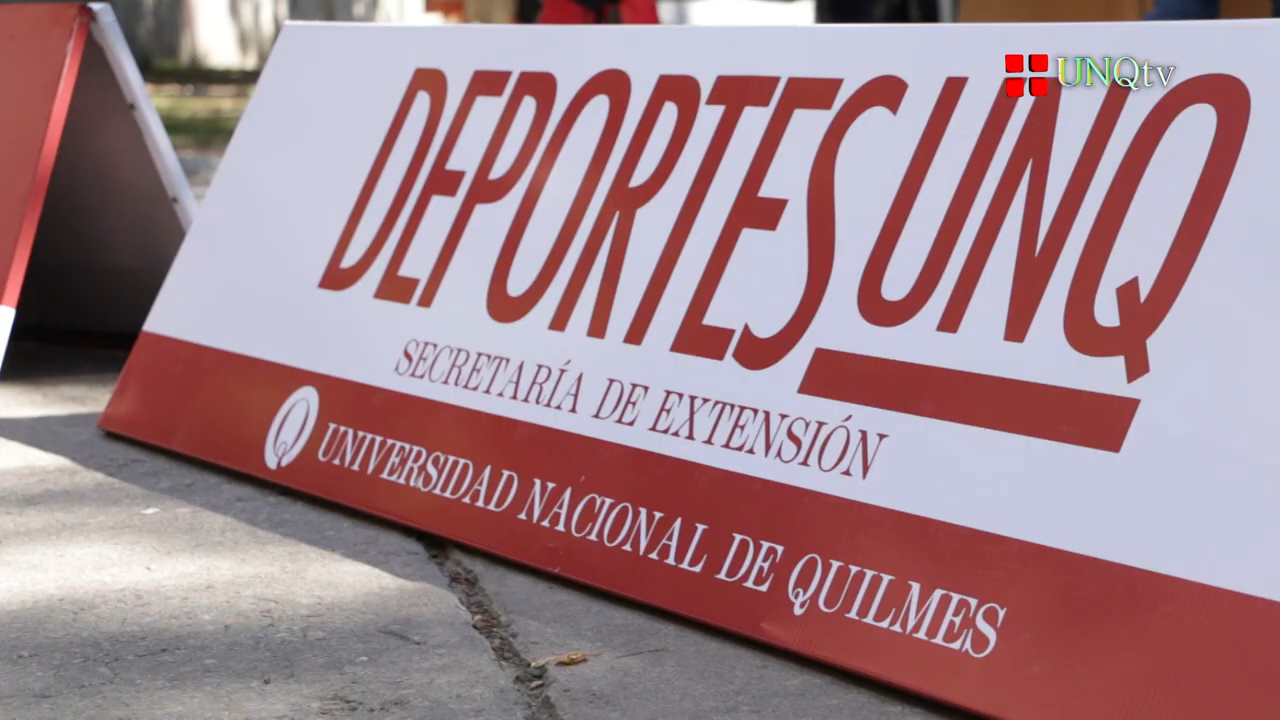 UNQtv
DEPORTESUNQ
SECRETARÍA DE EXTENSIÓN
UNIVERSIDAD NACIONAL DE QUILMES